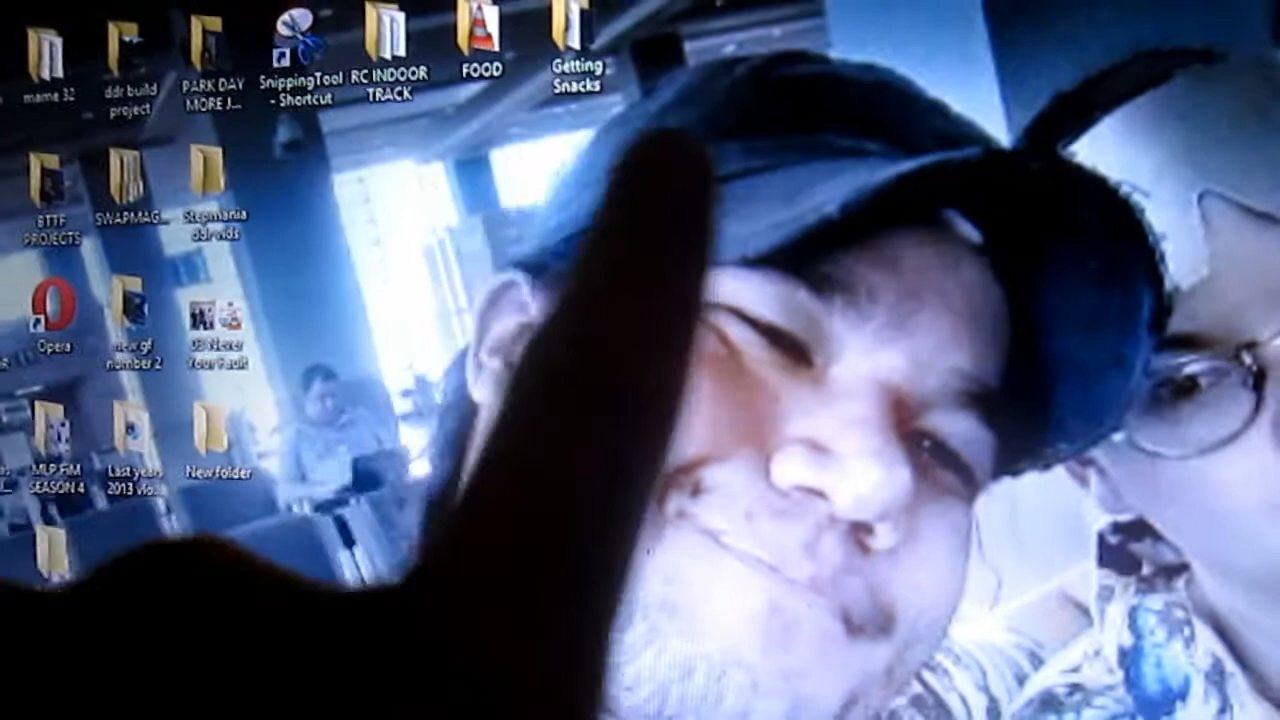 mame 32
ddr build
project
PARK DAY
MORE J...
SnippingTool
- Shortcut
RC INDOOR
TRACK
FOOD
Getting
Snacks
BTTF
PROJECTS
SWAPMAG...
Stepmania
ddr vids
Opera
new gf
number 2
03 Never
Your Fault
MLP FiM
SEASON 4
Last years
2013 vio...
New folder